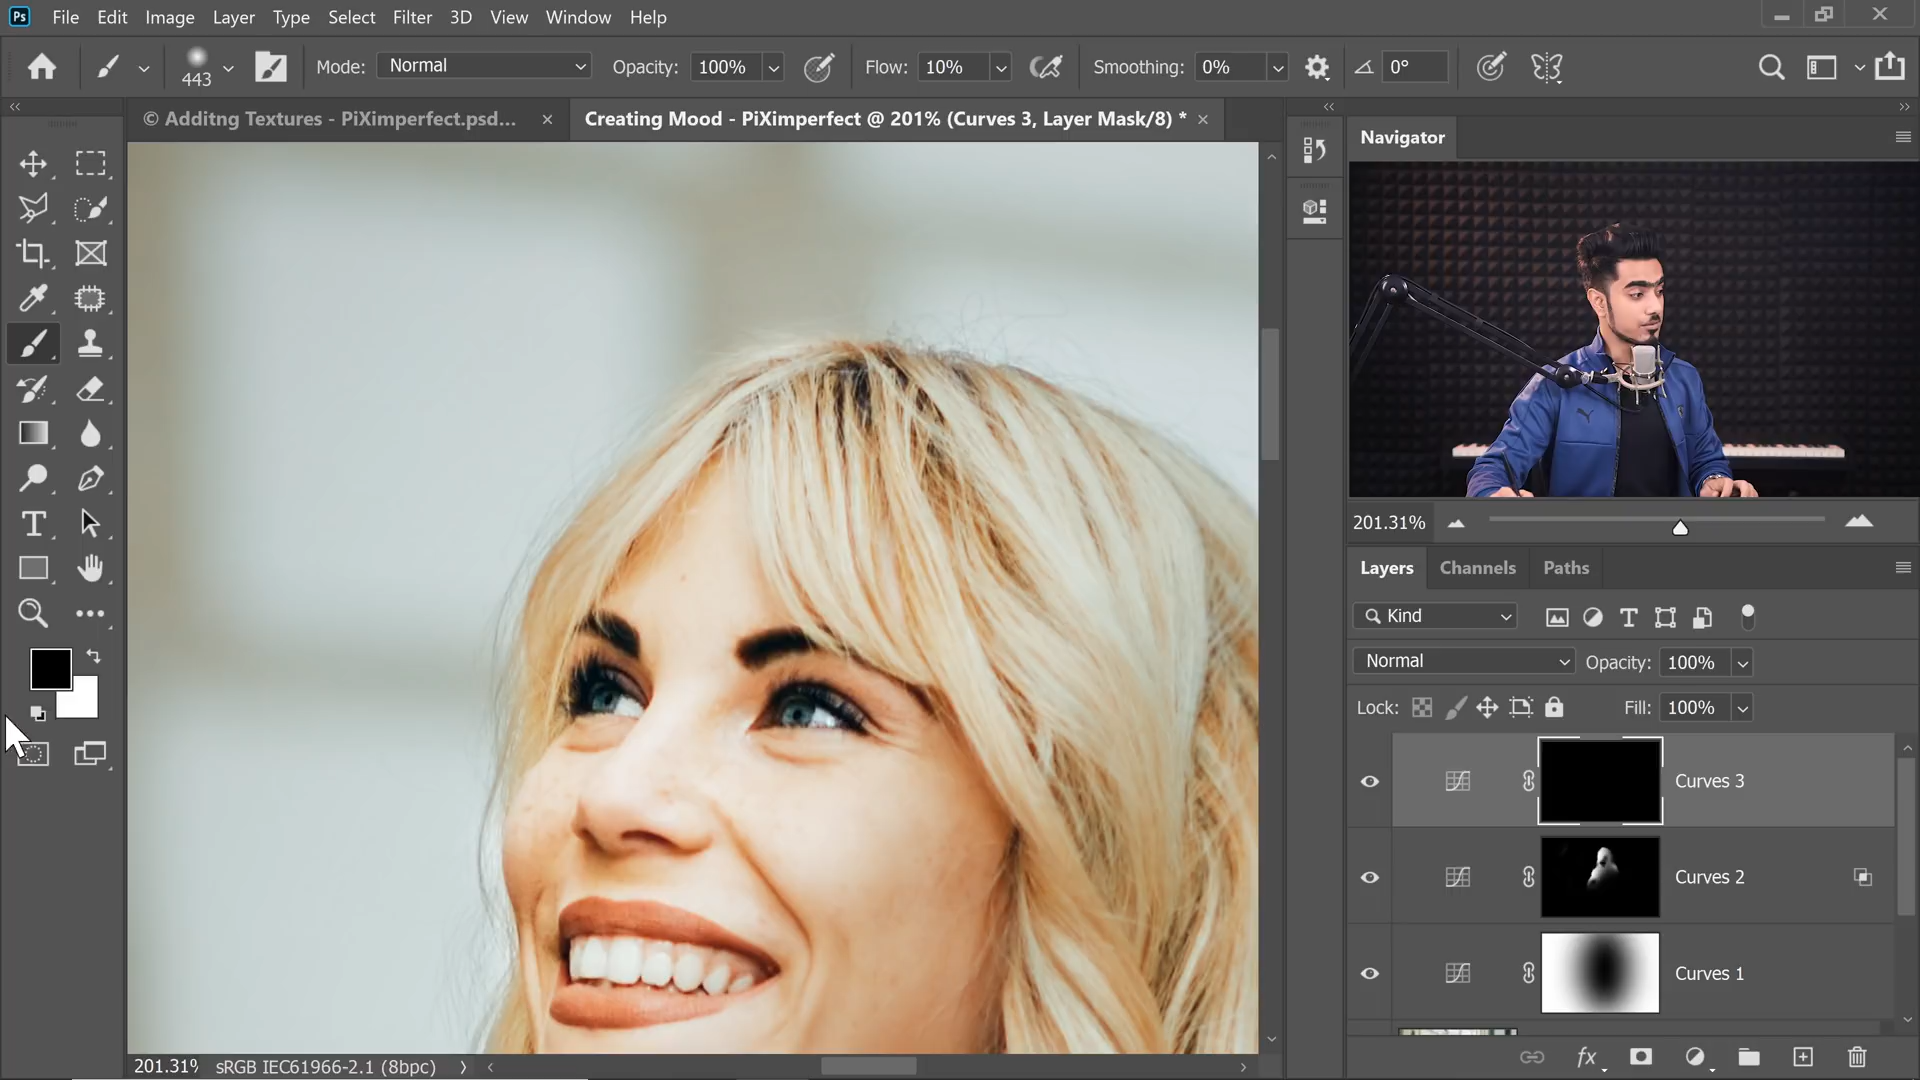 Ps File Edit Image Layer Type Select Filter 3D View Window Help
443 Mode: Normal Opacity: 100% Flow: 10% Smoothing: 0% 0°
© Additng Textures - PiXimperfect.psd... × Creating Mood - PiXimperfect @ 201% (Curves 3, Layer Mask/8) * ×
Navigator
201.31%
Layers Channels Paths
Kind
Normal Opacity: 100%
Lock: Fill: 100%
Curves 3
Curves 2
Curves 1
fx
201.31% sRGB IEC61966-2.1 (8bpc)